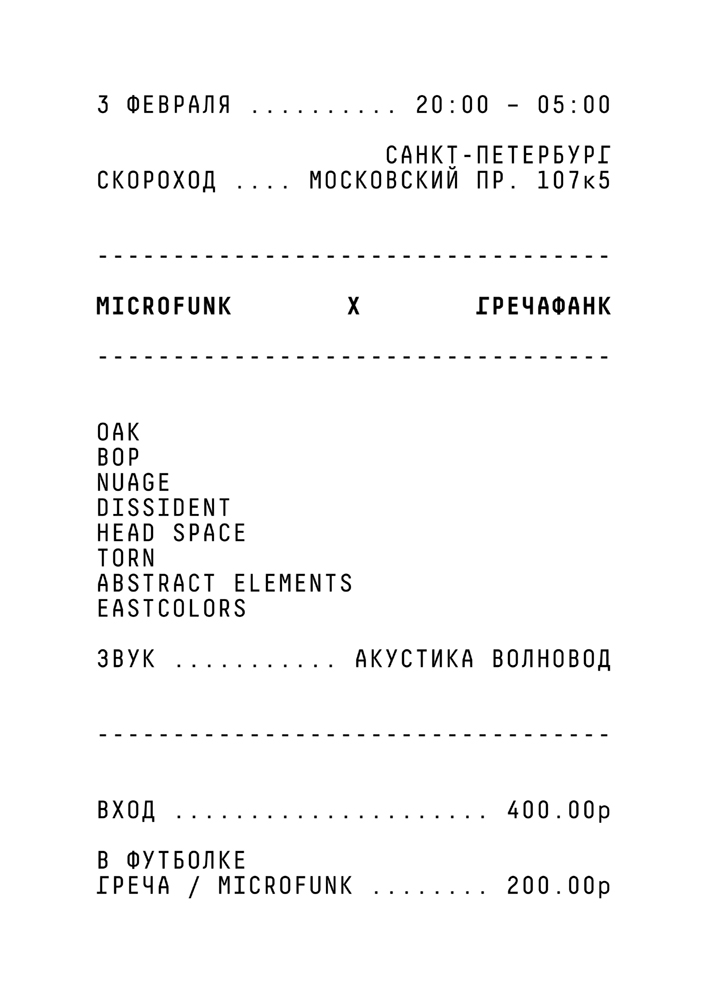 3 ФЕВРАЛЯ .......... 20:00 – 05:00
САНКТ-ПЕТЕРБУРГ
СКОРОХОД .... МОСКОВСКИЙ ПР. 107к5
----------------------------------
MICROFUNK X ГРЕЧАФАНК
----------------------------------
OAK
BOP
NUAGE
DISSIDENT
HEAD SPACE
TORN
ABSTRACT ELEMENTS
EASTCOLORS
ЗВУК ........... АКУСТИКА ВОЛНОВОД
----------------------------------
ВХОД ..................... 400.00р
В ФУТБОЛКЕ
ГРЕЧА / MICROFUNK ........ 200.00р